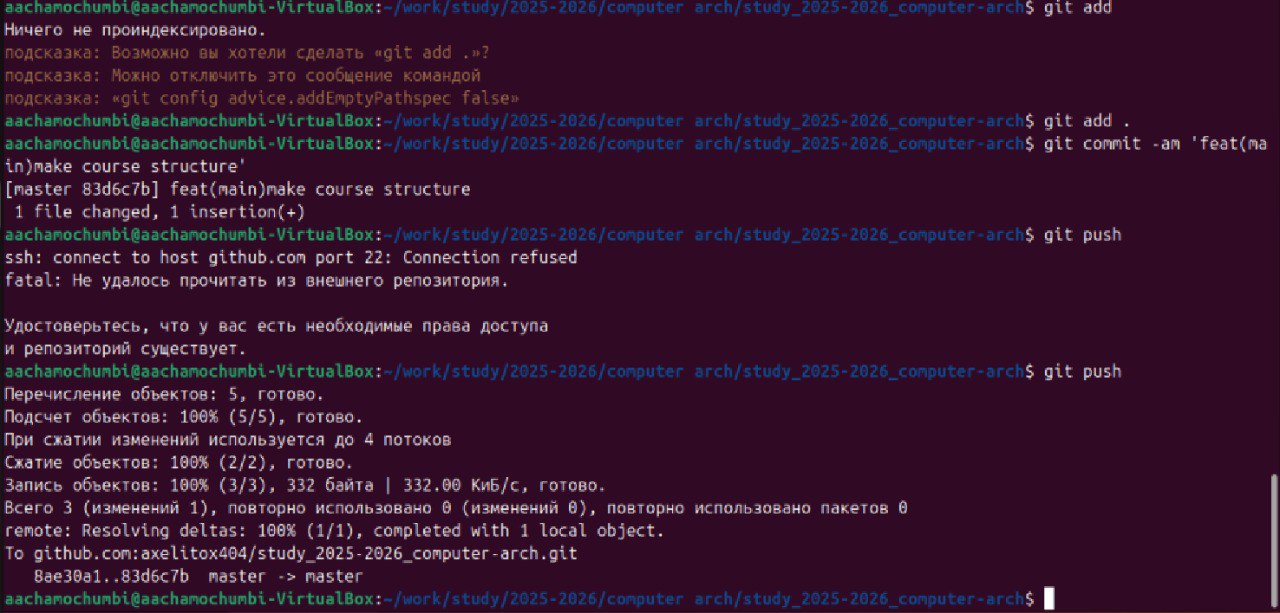 aachamochumbi@aachamochumbi-VirtualBox:~/work/study/2025-2026/computer arch/study_2025-2026_computer-arch$ git add
Ничего не проиндексировано.
подсказка: Возможно вы хотели сделать «git add .»?
подсказка: Можно отключить это сообщение командой
подсказка: «git config advice.addEmptyPathspec false»
aachamochumbi@aachamochumbi-VirtualBox:~/work/study/2025-2026/computer arch/study_2025-2026_computer-arch$ git add .
aachamochumbi@aachamochumbi-VirtualBox:~/work/study/2025-2026/computer arch/study_2025-2026_computer-arch$ git commit -am 'feat(ma
in)make course structure'
[master 83d6c7b] feat(main)make course structure
 1 file changed, 1 insertion(+)
aachamochumbi@aachamochumbi-VirtualBox:~/work/study/2025-2026/computer arch/study_2025-2026_computer-arch$ git push
ssh: connect to host github.com port 22: Connection refused
fatal: Не удалось прочитать из внешнего репозитория.

Удостоверьтесь, что у вас есть необходимые права доступа
и репозиторий существует.
aachamochumbi@aachamochumbi-VirtualBox:~/work/study/2025-2026/computer arch/study_2025-2026_computer-arch$ git push
Перечисление объектов: 5, готово.
Подсчет объектов: 100% (5/5), готово.
При сжатии изменений используется до 4 потоков
Сжатие объектов: 100% (2/2), готово.
Запись объектов: 100% (3/3), 332 байта | 332.00 КиБ/с, готово.
Всего 3 (изменений 1), повторно использовано 0 (изменений 0), повторно использовано пакетов 0
remote: Resolving deltas: 100% (1/1), completed with 1 local object.
To github.com:axelitox404/study_2025-2026_computer-arch.git
   8ae30a1..83d6c7b  master -> master
aachamochumbi@aachamochumbi-VirtualBox:~/work/study/2025-2026/computer arch/study_2025-2026_computer-arch$